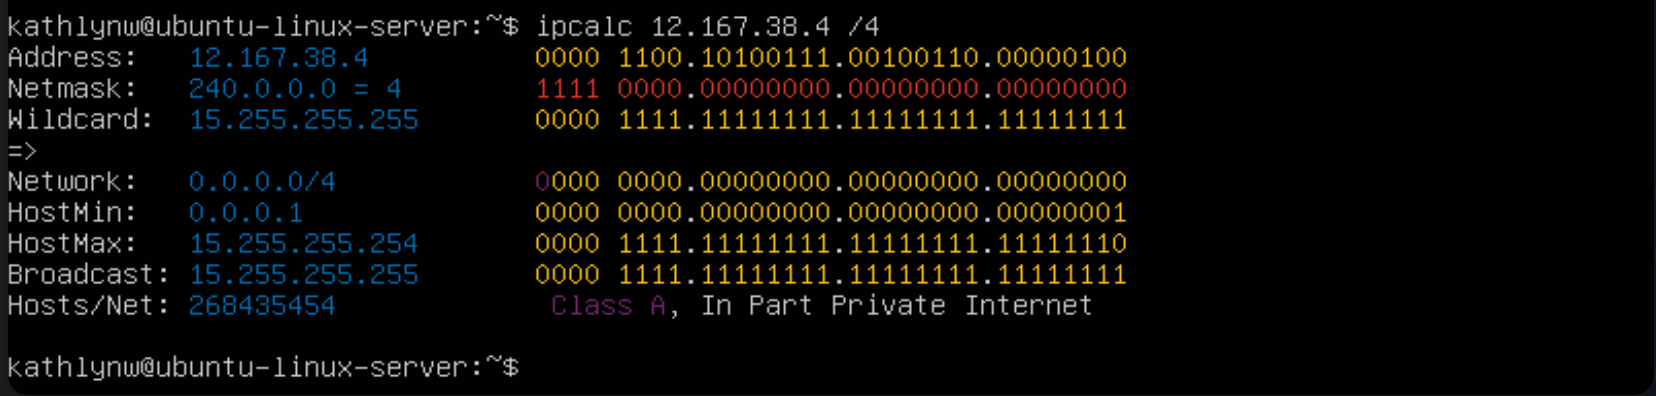 kathlynw@ubuntu-linux-server:~$ ipcalc 12.167.38.4 /4
Address:   12.167.38.4          0000 1100.10100111.00100110.00000100
Netmask:   240.0.0.0 = 4        1111 0000.00000000.00000000.00000000
Wildcard:  15.255.255.255       0000 1111.11111111.11111111.11111111
=>
Network:   0.0.0.0/4            0000 0000.00000000.00000000.00000000
HostMin:   0.0.0.1              0000 0000.00000000.00000000.00000001
HostMax:   15.255.255.254       0000 1111.11111111.11111111.11111110
Broadcast: 15.255.255.255       0000 1111.11111111.11111111.11111111
Hosts/Net: 268435454             Class A, In Part Private Internet
kathlynw@ubuntu-linux-server:~$